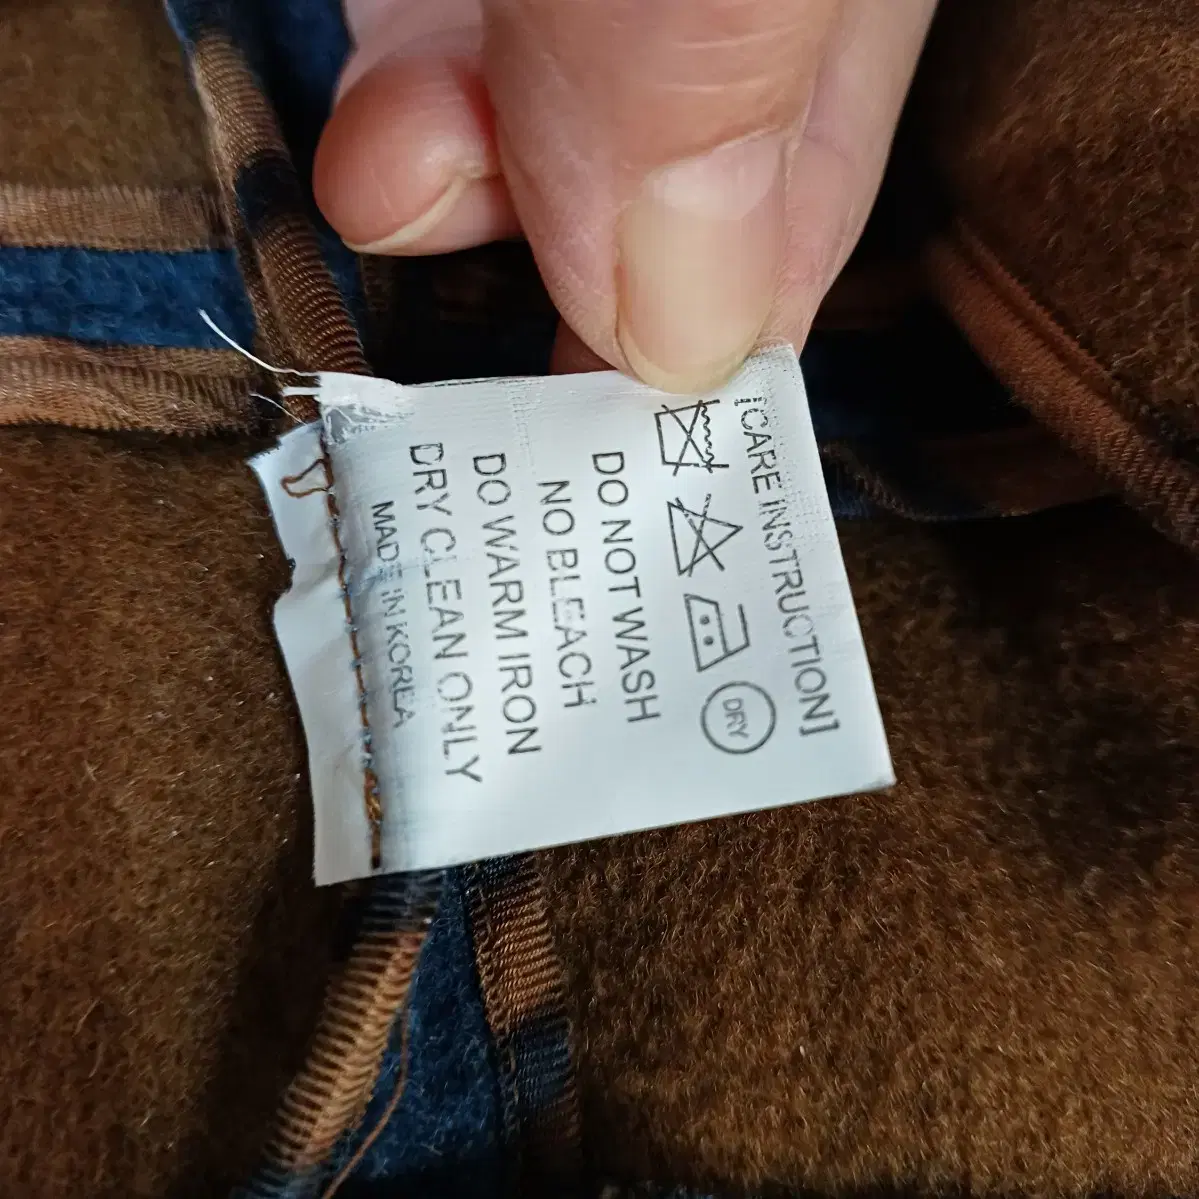 [CARE INSTRUCTION]
DRY
DO NOT WASH
NO BLEACH
DO WARM IRON
DRY CLEAN ONLY
MADE IN KOREA